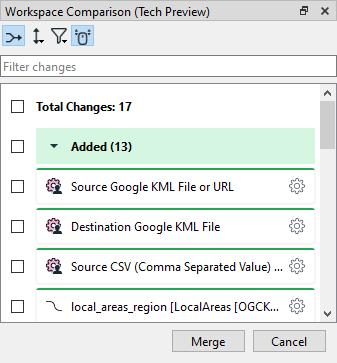 Workspace Comparison (Tech Preview)
Filter changes
Total Changes: 17
Added (13)
Source Google KML File or URL
Destination Google KML File
Source CSV (Comma Separated Value) ...
local_areas_region [LocalAreas [OGCK...
Merge Cancel